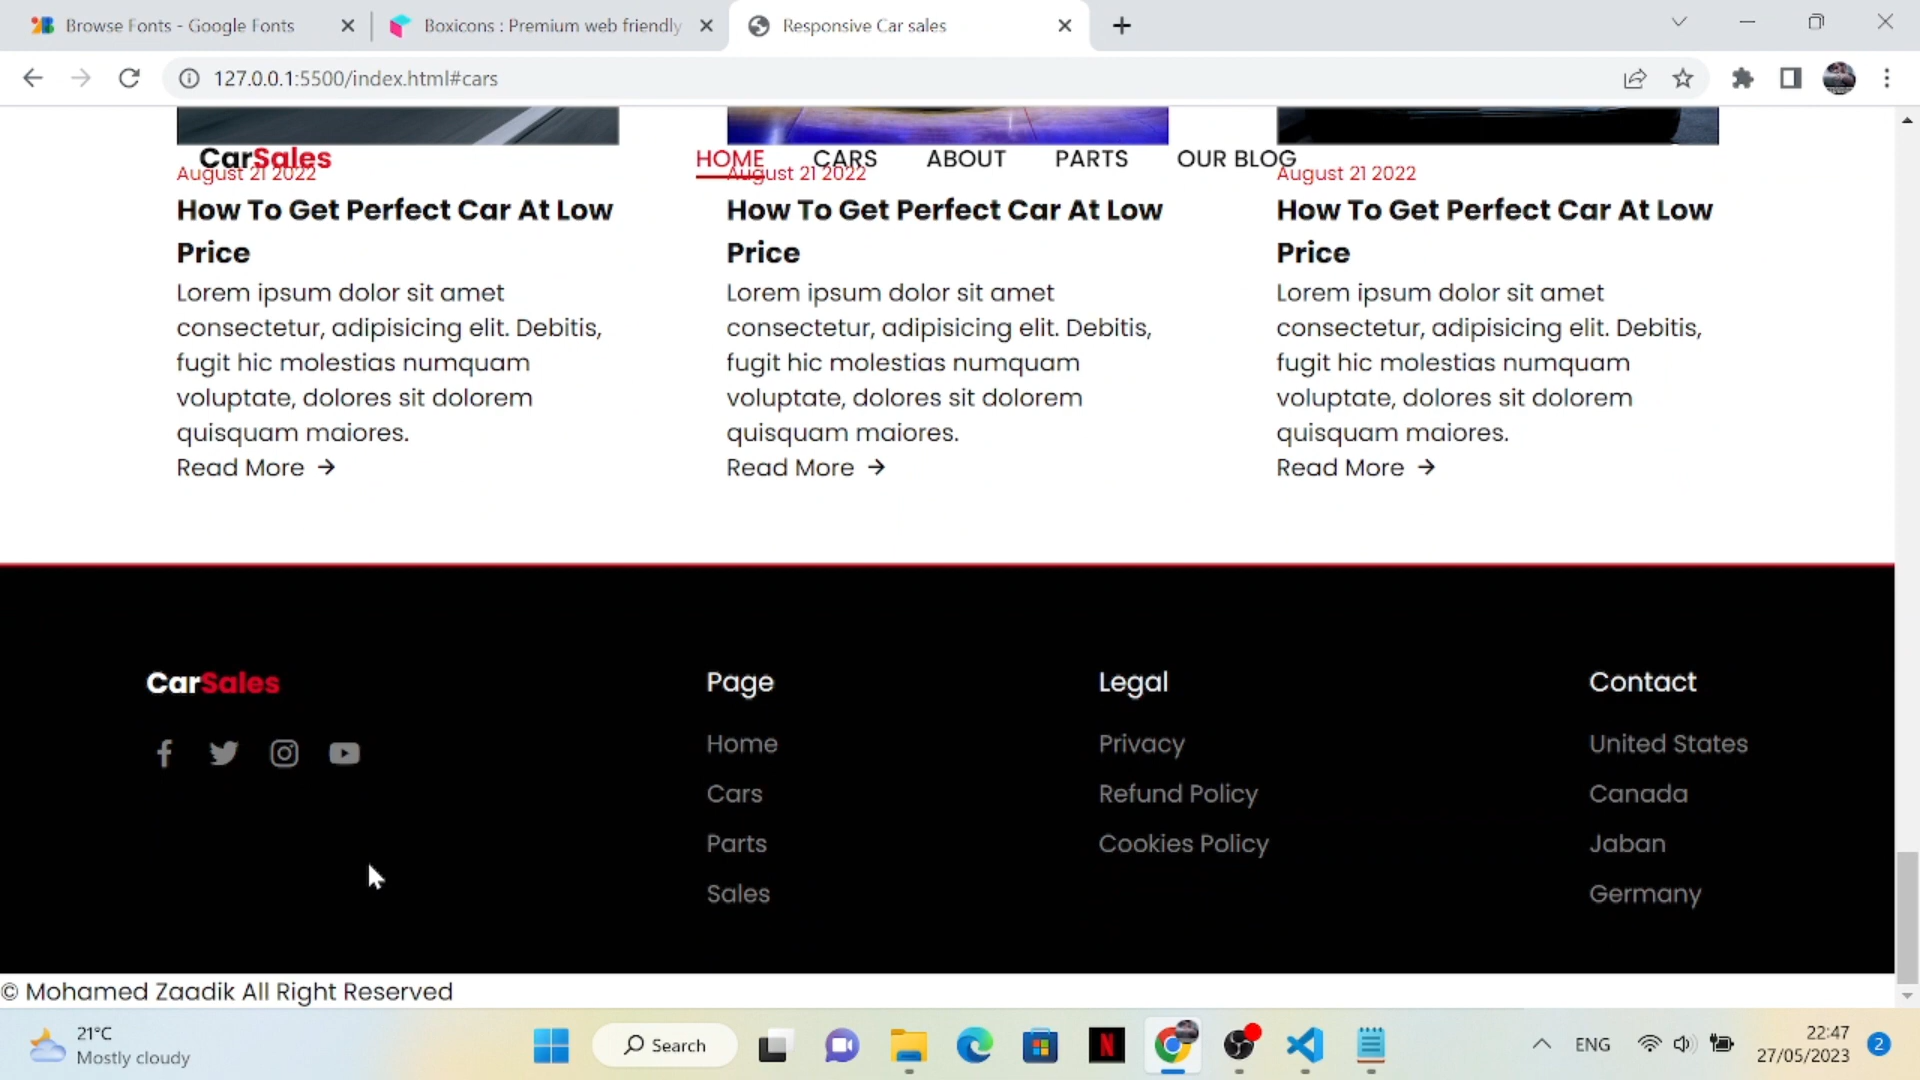 Browse Fonts - Google Fonts
Boxicons : Premium web friendly
Responsive Car sales
127.0.0.1:5500/index.html#cars
CarSales
HOME CARS ABOUT PARTS OUR BLOG
August 21 2022
How To Get Perfect Car At Low
Price
Lorem ipsum dolor sit amet
consectetur, adipisicing elit. Debitis,
fugit hic molestias numquam
voluptate, dolores sit dolorem
quisquam maiores.
Read More →
August 21 2022
How To Get Perfect Car At Low
Price
Lorem ipsum dolor sit amet
consectetur, adipisicing elit. Debitis,
fugit hic molestias numquam
voluptate, dolores sit dolorem
quisquam maiores.
Read More →
August 21 2022
How To Get Perfect Car At Low
Price
Lorem ipsum dolor sit amet
consectetur, adipisicing elit. Debitis,
fugit hic molestias numquam
voluptate, dolores sit dolorem
quisquam maiores.
Read More →
CarSales
Page
Home
Cars
Parts
Sales
Legal
Privacy
Refund Policy
Cookies Policy
Contact
United States
Canada
Jaban
Germany
© Mohamed Zaadik All Right Reserved
21°C
Mostly cloudy
Search
N
ENG
22:47
27/05/2023
2